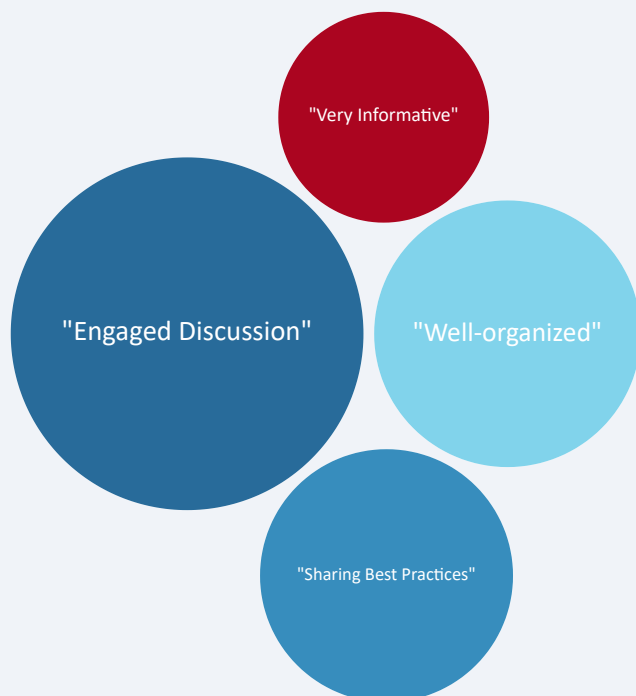 "Very Informative"
"Engaged Discussion"
"Well-organized"
"Sharing Best Practices"